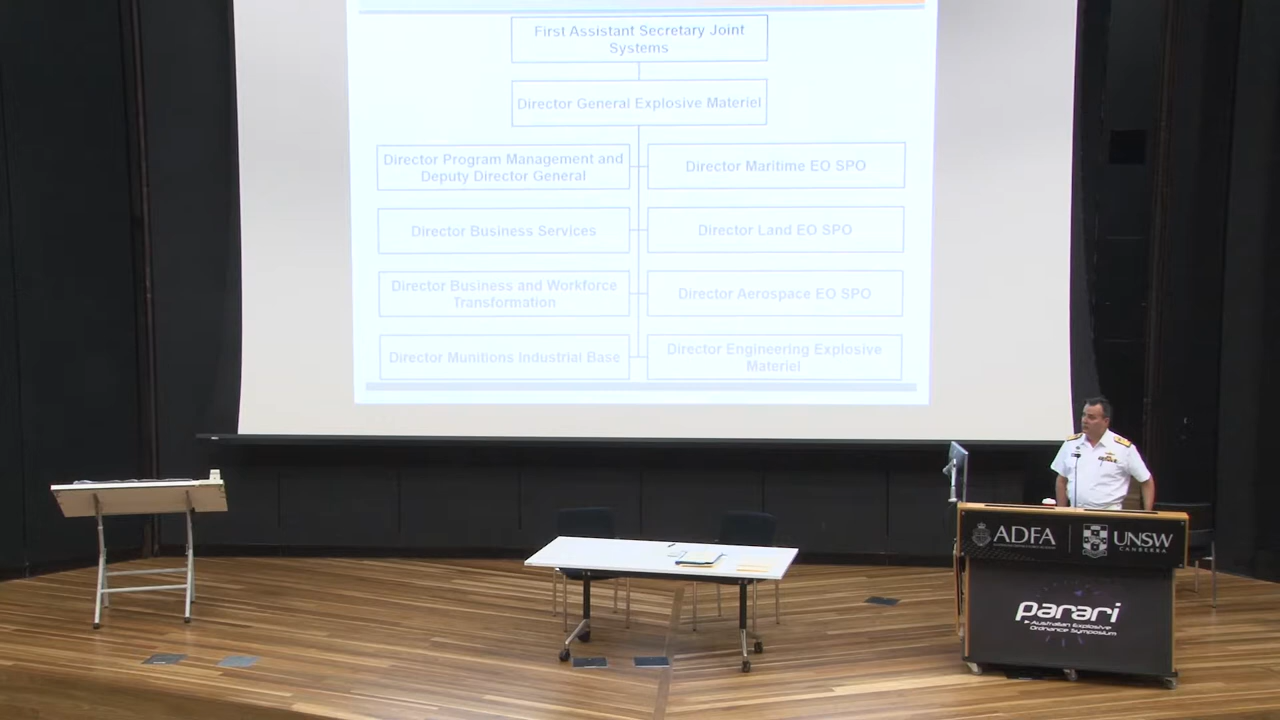 First Assistant Secretary Joint
Systems
Director General Explosive Materiel
Director Program Management and
Deputy Director General
Director Maritime EO SPO
Director Business Services
Director Land EO SPO
Director Business and Workforce
Transformation
Director Aerospace EO SPO
Director Munitions Industrial Base
Director Engineering Explosive
Materiel
ADFA
UNSW
CANBERRA
parari
Australian Explosive
Ordnance Symposium